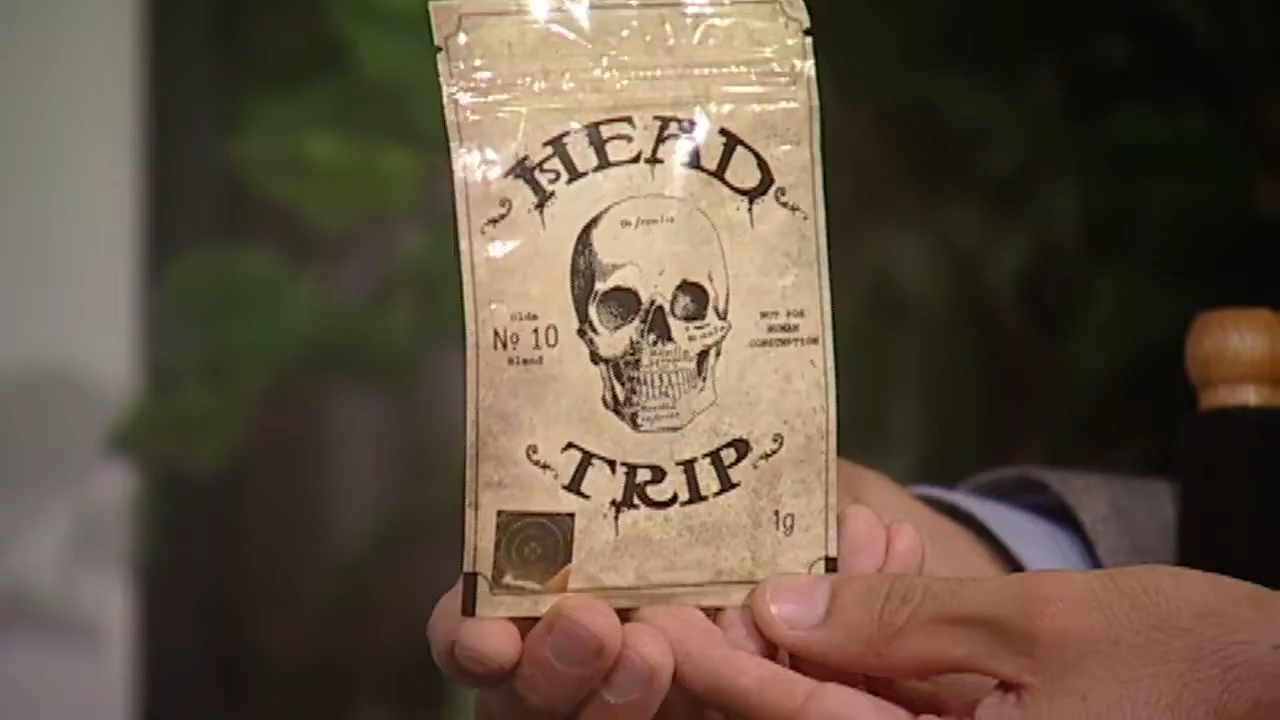 HEAD
Olde
Nº 10
Blend
NOT FOR
HUMAN
CONSUMPTION
TRIP
1g